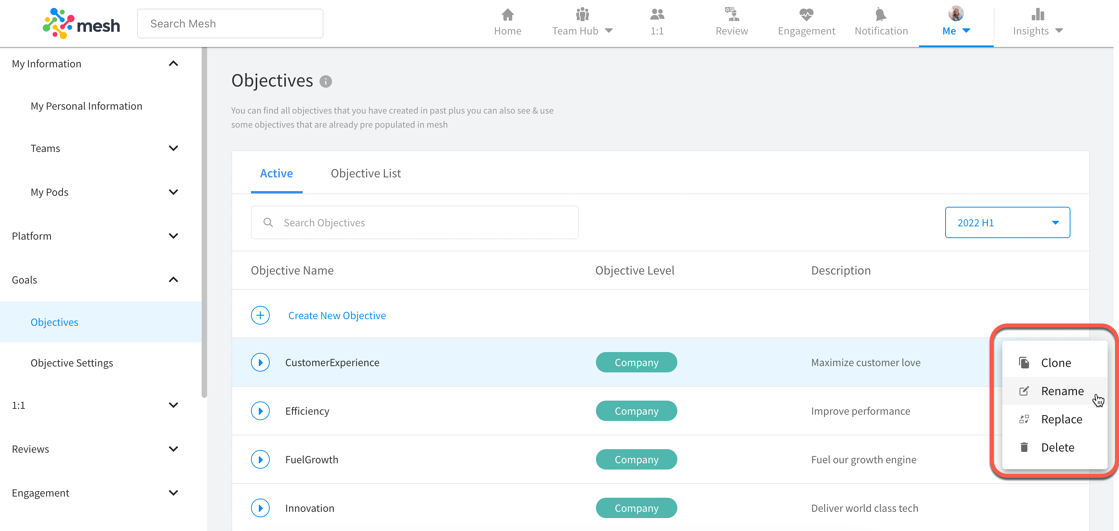 mesh
Search Mesh
Home
Team Hub
1:1
Review
Engagement
Notification
Me
Insights
My Information
My Personal Information
Teams
My Pods
Platform
Goals
Objectives
Objective Settings
1:1
Reviews
Engagement
Objectives
You can find all objectives that you have created in past plus you can also see & use
some objectives that are already pre populated in mesh
Active
Objective List
Search Objectives
2022 H1
Objective Name Objective Level Description
Create New Objective
CustomerExperience Company Maximize customer love
Efficiency Company Improve performance
FuelGrowth Company Fuel our growth engine
Innovation Company Deliver world class tech
Clone
Rename
Replace
Delete